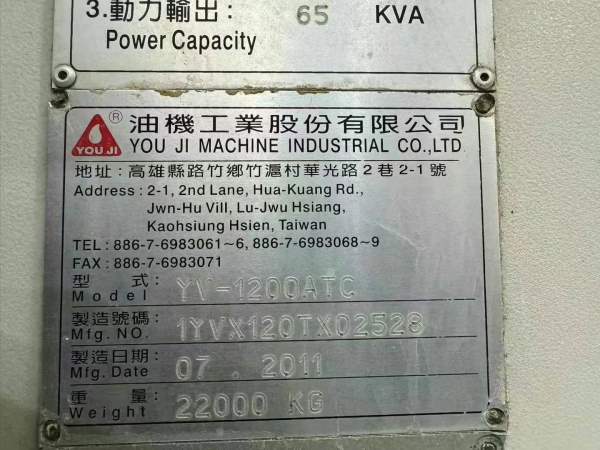 3.動力輸出: 65 KVA
Power Capacity
YOU JI ®
油機工業股份有限公司
YOU JI MACHINE INDUSTRIAL CO.,LTD.
地址: 高雄縣路竹鄉竹滬村華光路2巷2-1號
Address : 2-1, 2nd Lane, Hua-Kuang Rd.,
Jwn-Hu Vill, Lu-Jwu Hsiang,
Kaohsiung Hsien, Taiwan
TEL : 886-7-6983061~6, 886-7-6983068~9
FAX : 886-7-6983071
型 式: YV-1200ATC
Model
製造號碼: 1YVX120TX02528
Mfg. NO.
製造日期: 07 . 2011
Mfg. Date
重 量: 22000 KG
Weight